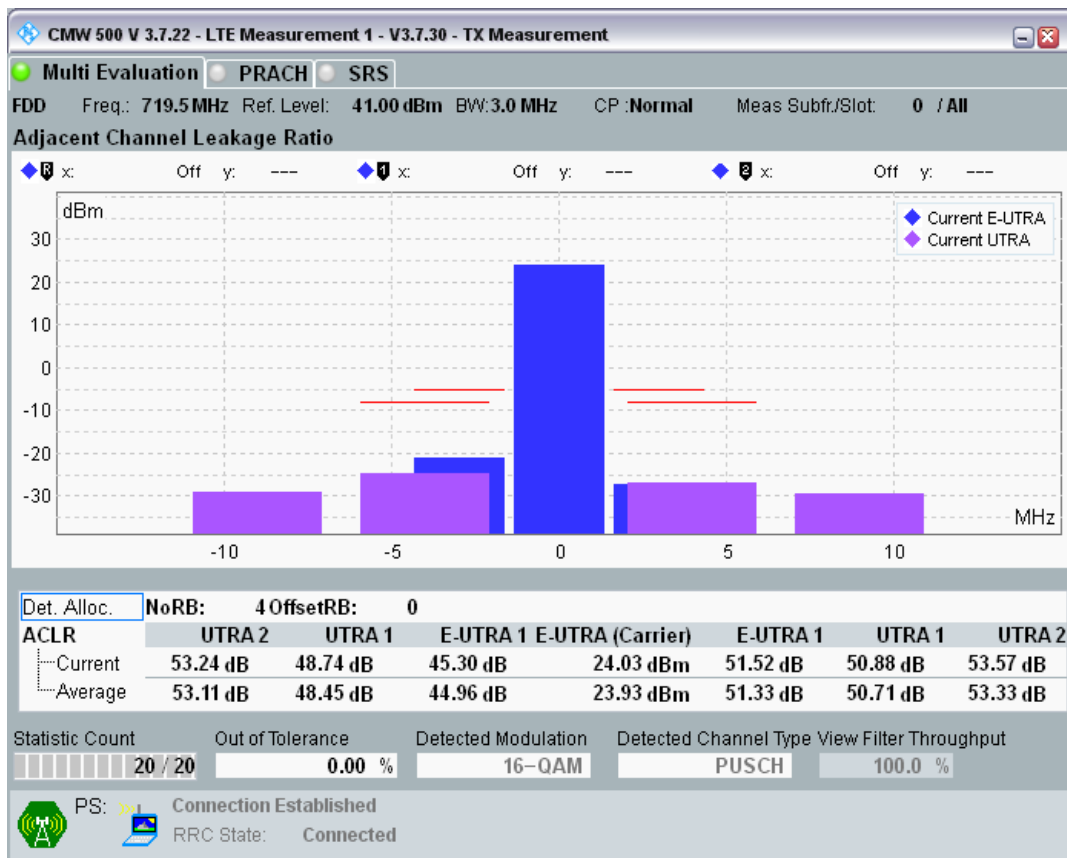 CMW 500 V 3.7.22 - LTE Measurement 1 - V3.7.30 - TX Measurement
Multi Evaluation PRACH SRS
FDD Freq.: 719.5 MHz Ref. Level: 41.00 dBm BW:3.0 MHz CP :Normal Meas Subfr./Slot: 0 / All
Adjacent Channel Leakage Ratio
R x: Off y: --- 1 x: Off y: --- 2 x: Off y: ---
dBm
Current E-UTRA
Current UTRA
30
20
10
0
-10
-20
-30
MHz
-10 -5 0 5 10
Det. Alloc. NoRB: 4 OffsetRB: 0
ACLR UTRA 2 UTRA 1 E-UTRA 1 E-UTRA (Carrier) E-UTRA 1 UTRA 1 UTRA 2
Current 53.24 dB 48.74 dB 45.30 dB 24.03 dBm 51.52 dB 50.88 dB 53.57 dB
Average 53.11 dB 48.45 dB 44.96 dB 23.93 dBm 51.33 dB 50.71 dB 53.33 dB
Statistic Count Out of Tolerance Detected Modulation Detected Channel Type View Filter Throughput
20 / 20 0.00 % 16-QAM PUSCH 100.0 %
PS: Connection Established
RRC State: Connected